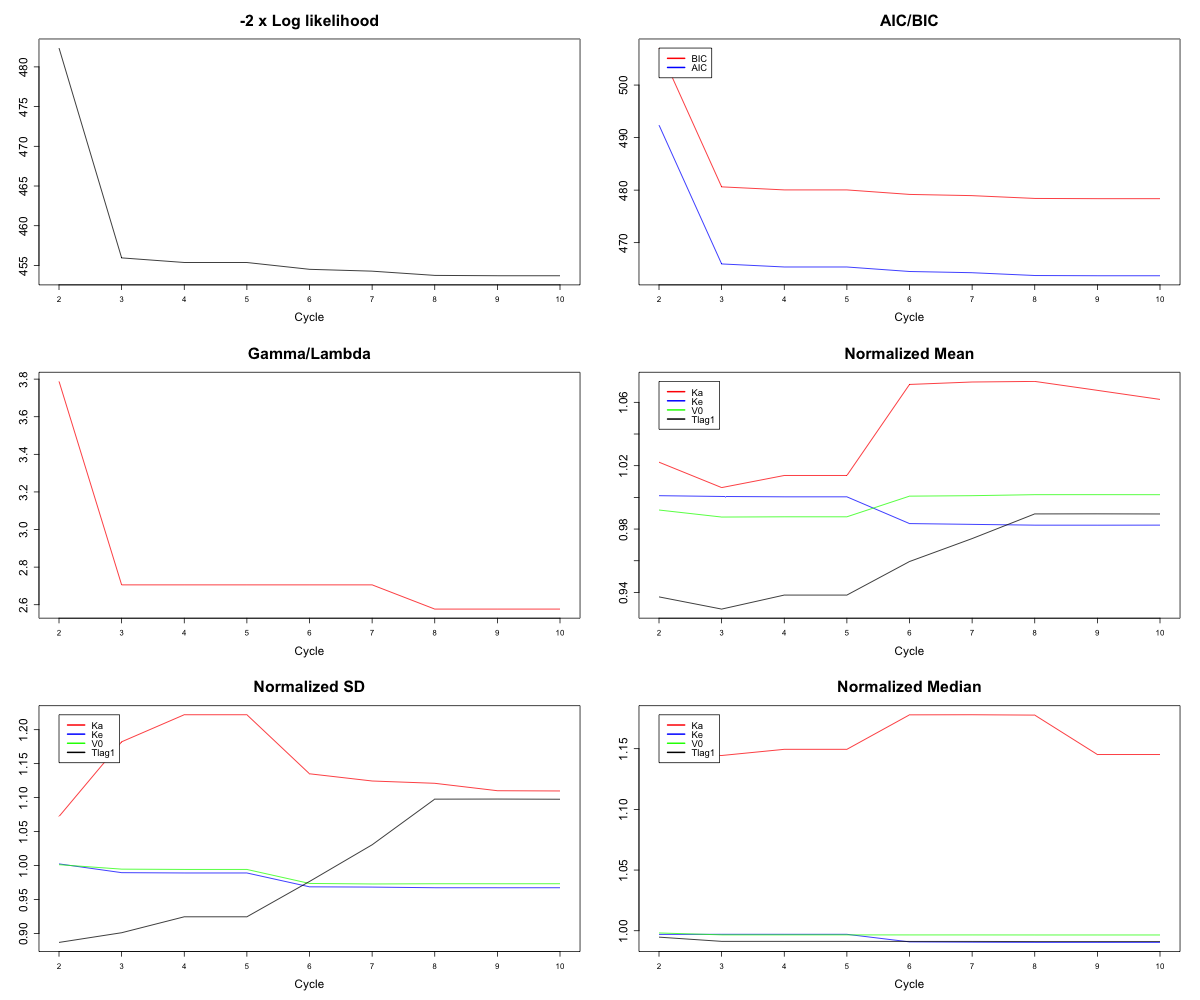 -2 x Log likelihood
480
475
470
465
460
455
2 3 4 5 6 7 8 9 10
Cycle
AIC/BIC
BIC
AIC
500
490
480
470
2 3 4 5 6 7 8 9 10
Cycle
Gamma/Lambda
3.8
3.6
3.4
3.2
3.0
2.8
2.6
2 3 4 5 6 7 8 9 10
Cycle
Normalized Mean
Ka
Ke
V0
Tlag1
1.06
1.02
0.98
0.94
2 3 4 5 6 7 8 9 10
Cycle
Normalized SD
Ka
Ke
V0
Tlag1
1.20
1.15
1.10
1.05
1.00
0.95
0.90
2 3 4 5 6 7 8 9 10
Cycle
Normalized Median
Ka
Ke
V0
Tlag1
1.15
1.10
1.05
1.00
2 3 4 5 6 7 8 9 10
Cycle